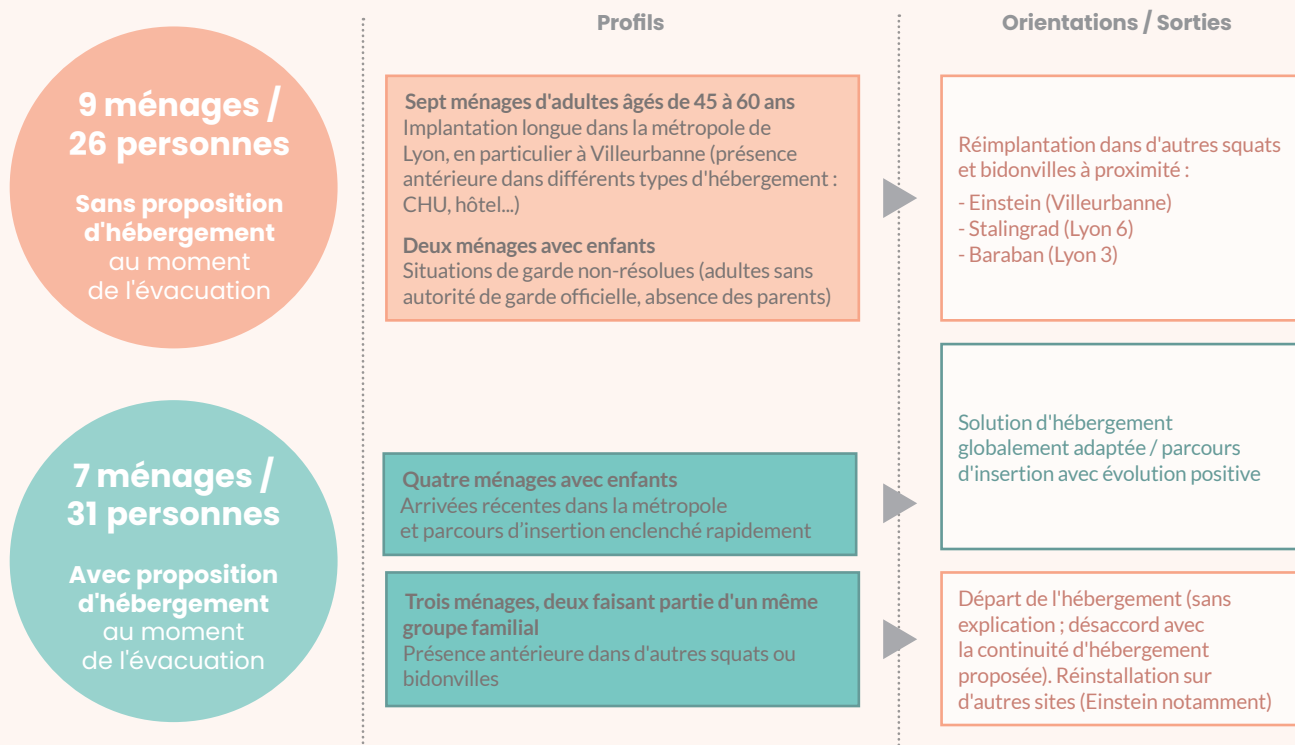 Profils
Orientations / Sorties
9 ménages /
26 personnes
Sans proposition
d'hébergement
au moment
de l'évacuation
Sept ménages d'adultes âgés de 45 à 60 ans
Implantation longue dans la métropole de
Lyon, en particulier à Villeurbanne (présence
antérieure dans différents types d'hébergement :
CHU, hôtel...)
Deux ménages avec enfants
Situations de garde non-résolues (adultes sans
autorité de garde officielle, absence des parents)
Réimplantation dans d'autres squats
et bidonvilles à proximité :
- Einstein (Villeurbanne)
- Stalingrad (Lyon 6)
- Baraban (Lyon 3)
7 ménages /
31 personnes
Avec proposition
d'hébergement
au moment
de l'évacuation
Quatre ménages avec enfants
Arrivées récentes dans la métropole
et parcours d’insertion enclenché rapidement
Solution d'hébergement
globalement adaptée / parcours
d'insertion avec évolution positive
Trois ménages, deux faisant partie d'un même
groupe familial
Présence antérieure dans d'autres squats ou
bidonvilles
Départ de l'hébergement (sans
explication ; désaccord avec
la continuité d'hébergement
proposée). Réinstallation sur
d'autres sites (Einstein notamment)